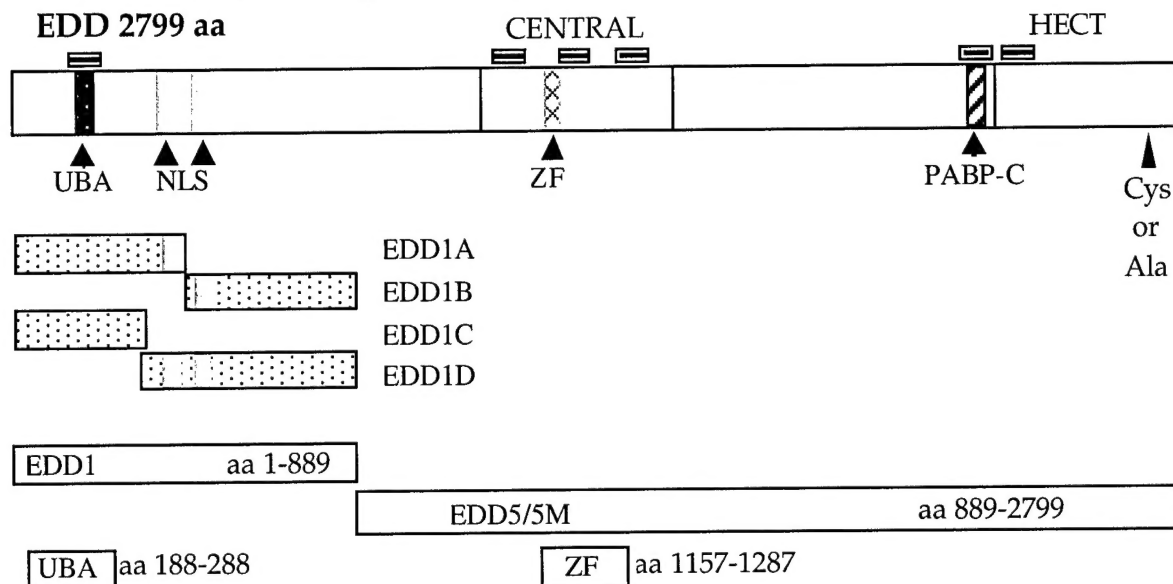 EDD 2799 aa
CENTRAL
HECT
UBA
NLS
ZF
PABP-C
Cys
or
Ala
EDD1A
EDD1B
EDD1C
EDD1D
EDD1 aa 1-889
EDD5/5M aa 889-2799
UBA aa 188-288
ZF aa 1157-1287